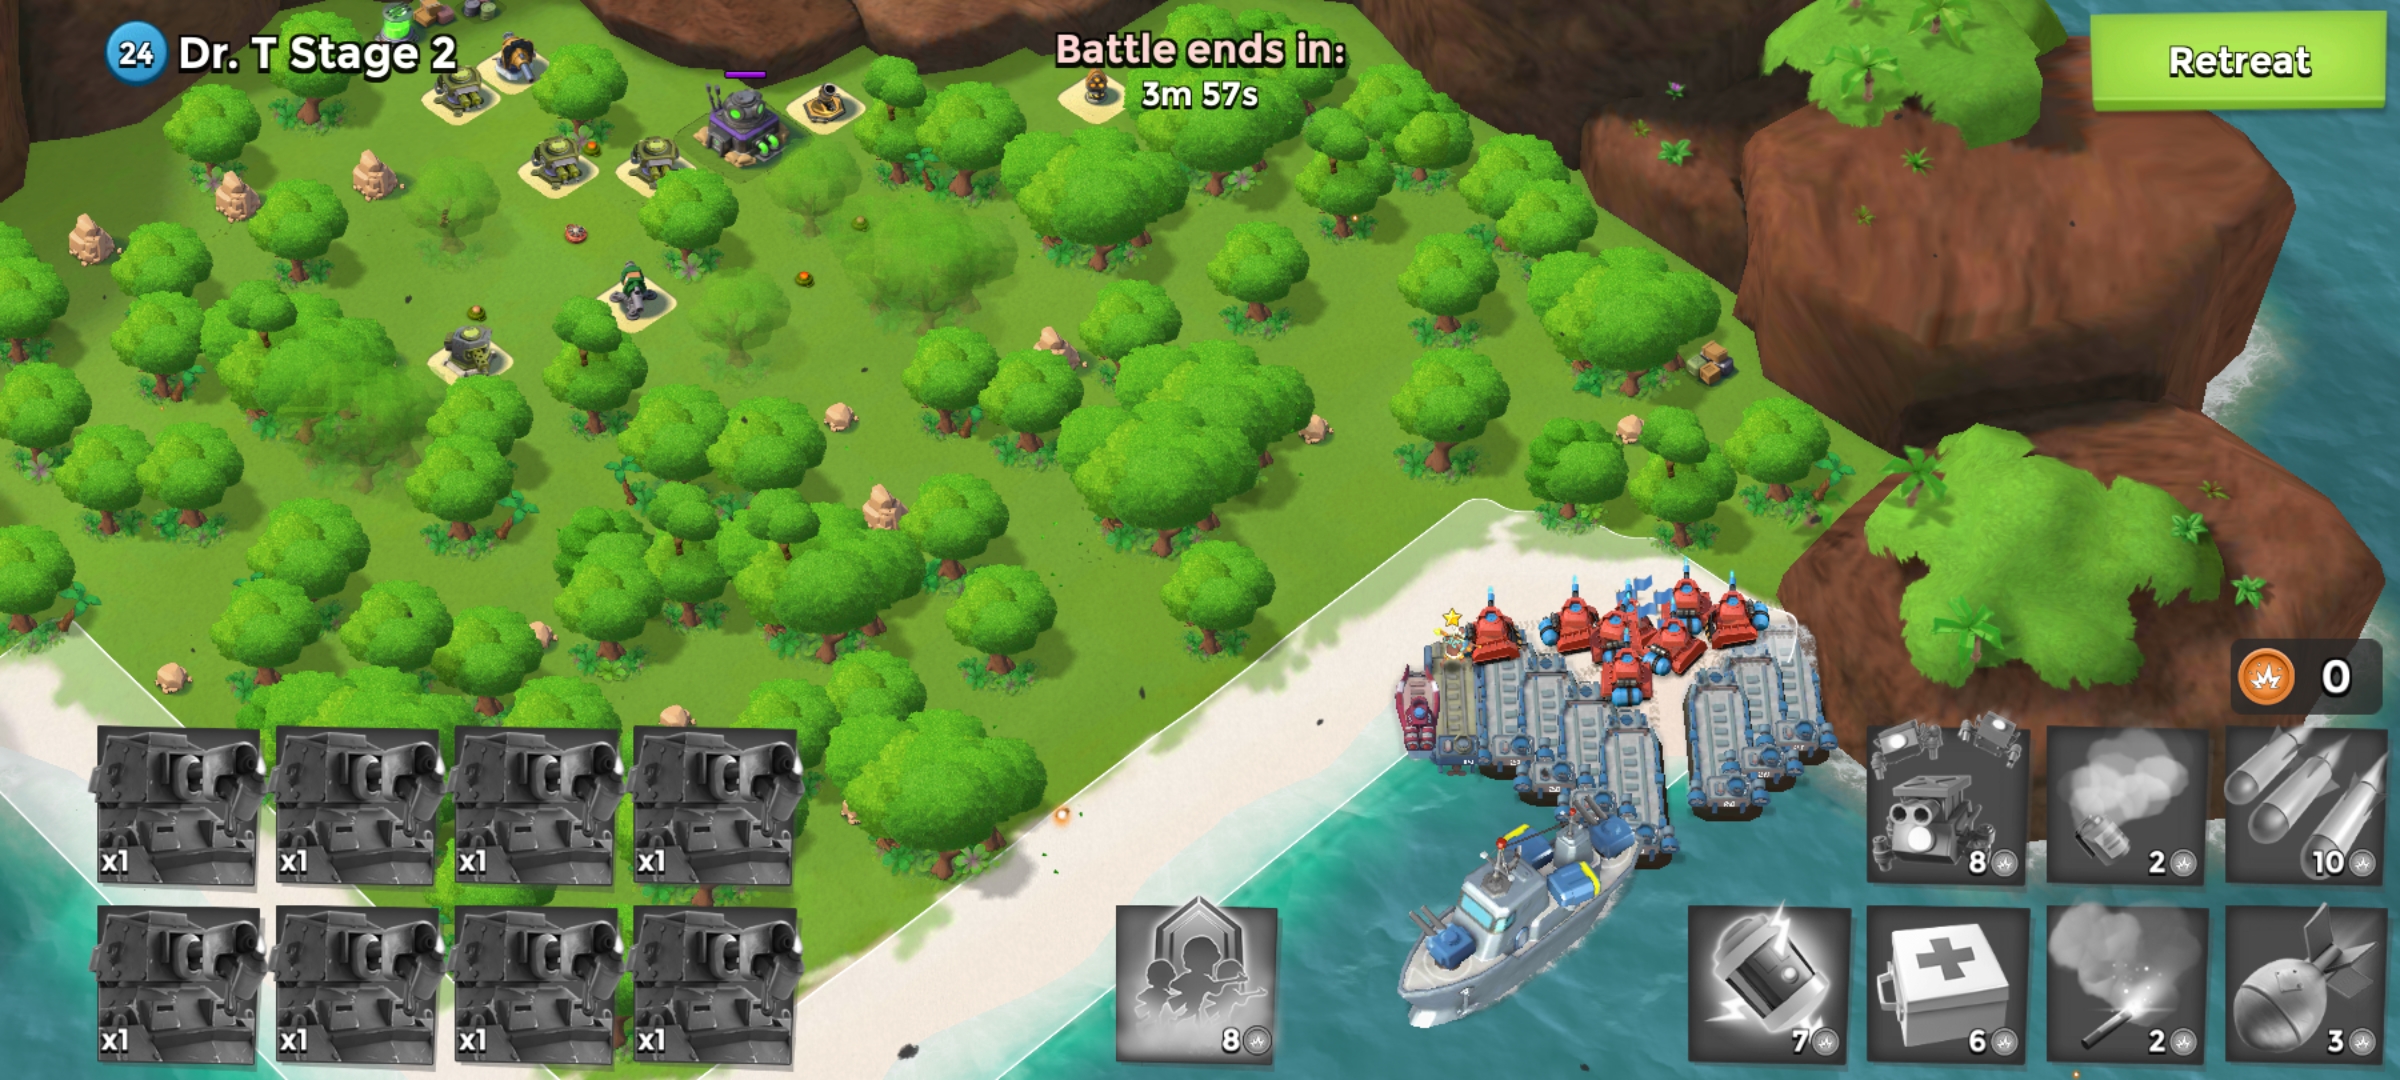 24 Dr. T Stage 2
Battle ends in:
3m 57s
Retreat
0
x1 x1 x1 x1
8 2 10
x1 x1 x1 x1
8 7 6 2 3